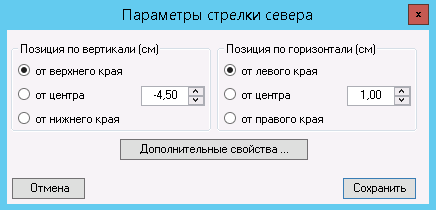 Параметры стрелки севера
x
Позиция по вертикали (см)
от верхнего края
от центра
-4,50
от нижнего края
Позиция по горизонтали (см)
от левого края
от центра
1,00
от правого края
Дополнительные свойства ...
Отмена
Сохранить